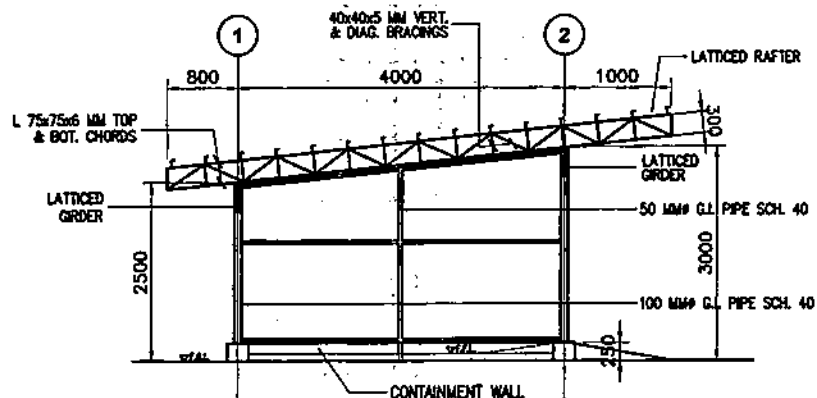 40x40x5 MM VERT.
& DIAG. BRACINGS
1
2
800
4000
1000
LATTICED RAFTER
L 75x75x6 MM TOP
& BOT. CHORDS
300
LATTICED
GIRDER
LATTICED
GIRDER
50 MMø G.I. PIPE SCH. 40
2500
3000
100 MMø G.I. PIPE SCH. 40
250
CONTAINMENT WALL